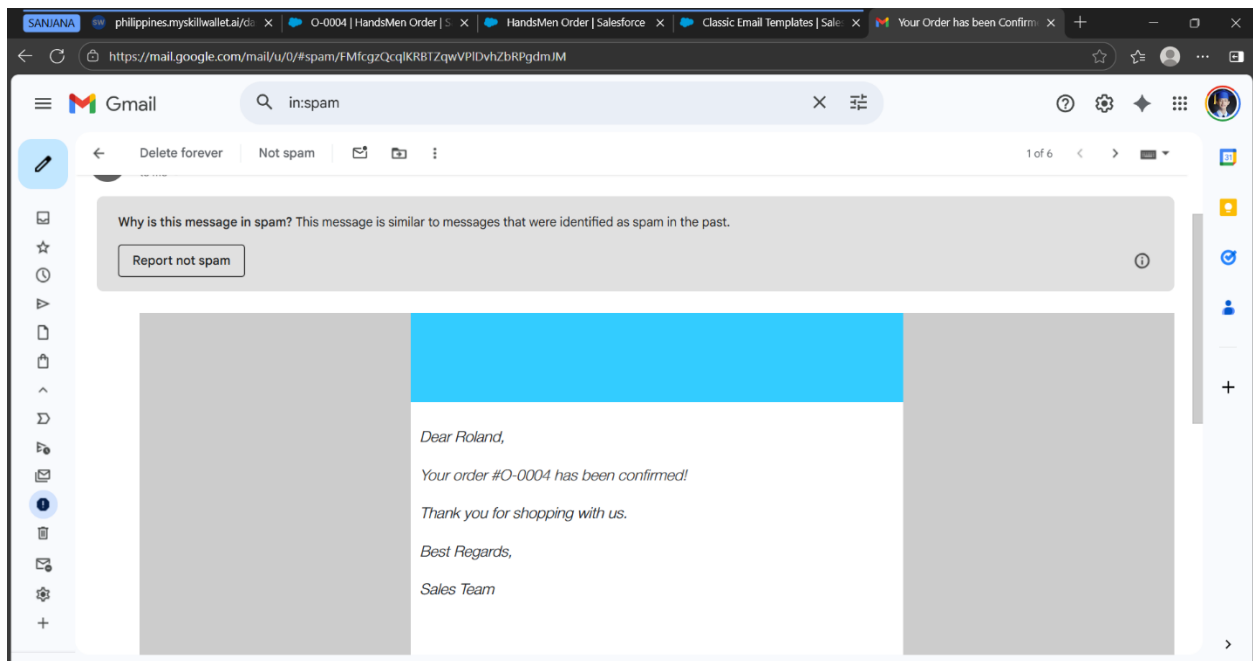 SANJANA
philippines.myskillwallet.ai/da
O-0004 | HandsMen Order | S
HandsMen Order | Salesforce
Classic Email Templates | Sale
Your Order has been Confirm
https://mail.google.com/mail/u/0/#spam/FMfcgzQcqlKRBTZqwVPlDvhZbRPgdmJM
Gmail
in:spam
Delete forever
Not spam
1 of 6
31
Why is this message in spam? This message is similar to messages that were identified as spam in the past.
Report not spam
Dear Roland,
Your order #O-0004 has been confirmed!
Thank you for shopping with us.
Best Regards,
Sales Team